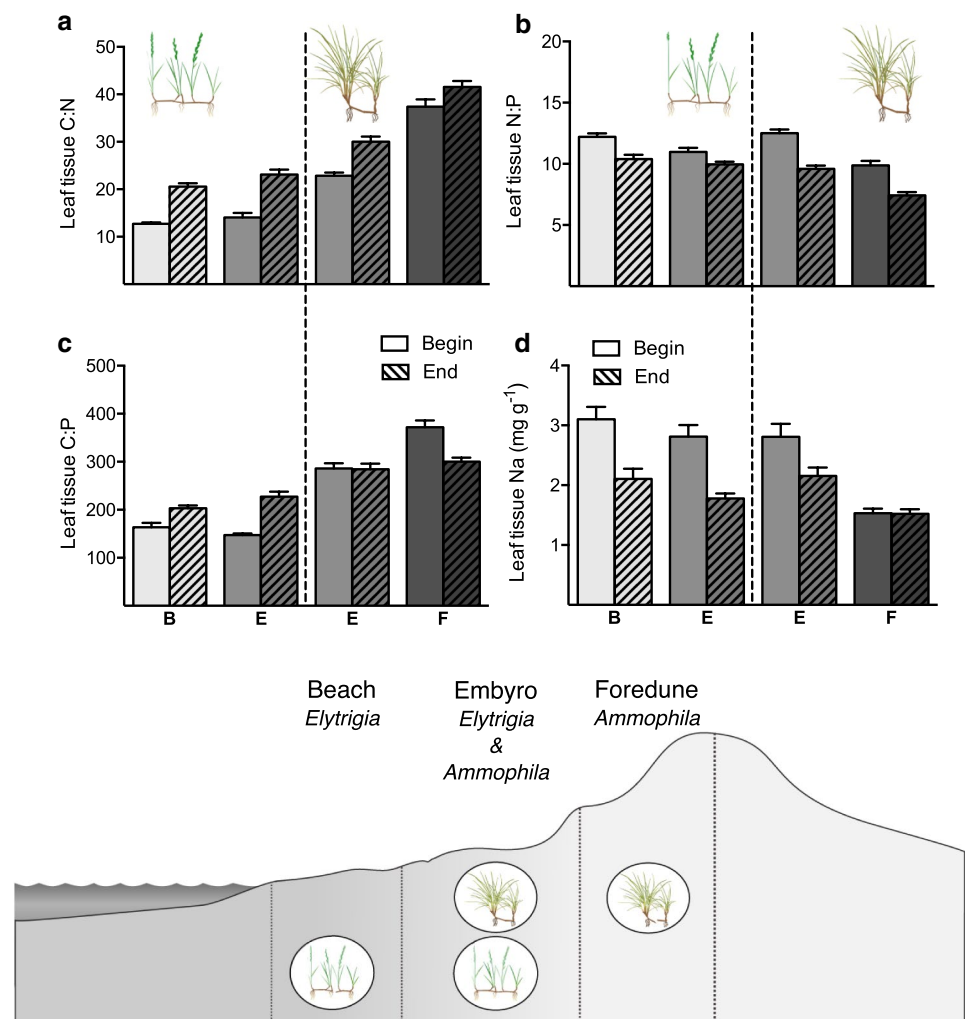 a
50
40
30
20
10
Leaf tissue C:N
b
20
15
10
5
Leaf tissue N:P
c
500
400
300
200
100
Leaf tissue C:P
Begin
End
B E E F
d
4
3
2
1
Leaf tissue Na (mg g⁻¹)
Begin
End
B E E F
Beach
Elytrigia
Embyro
Elytrigia
&
Ammophila
Foredune
Ammophila